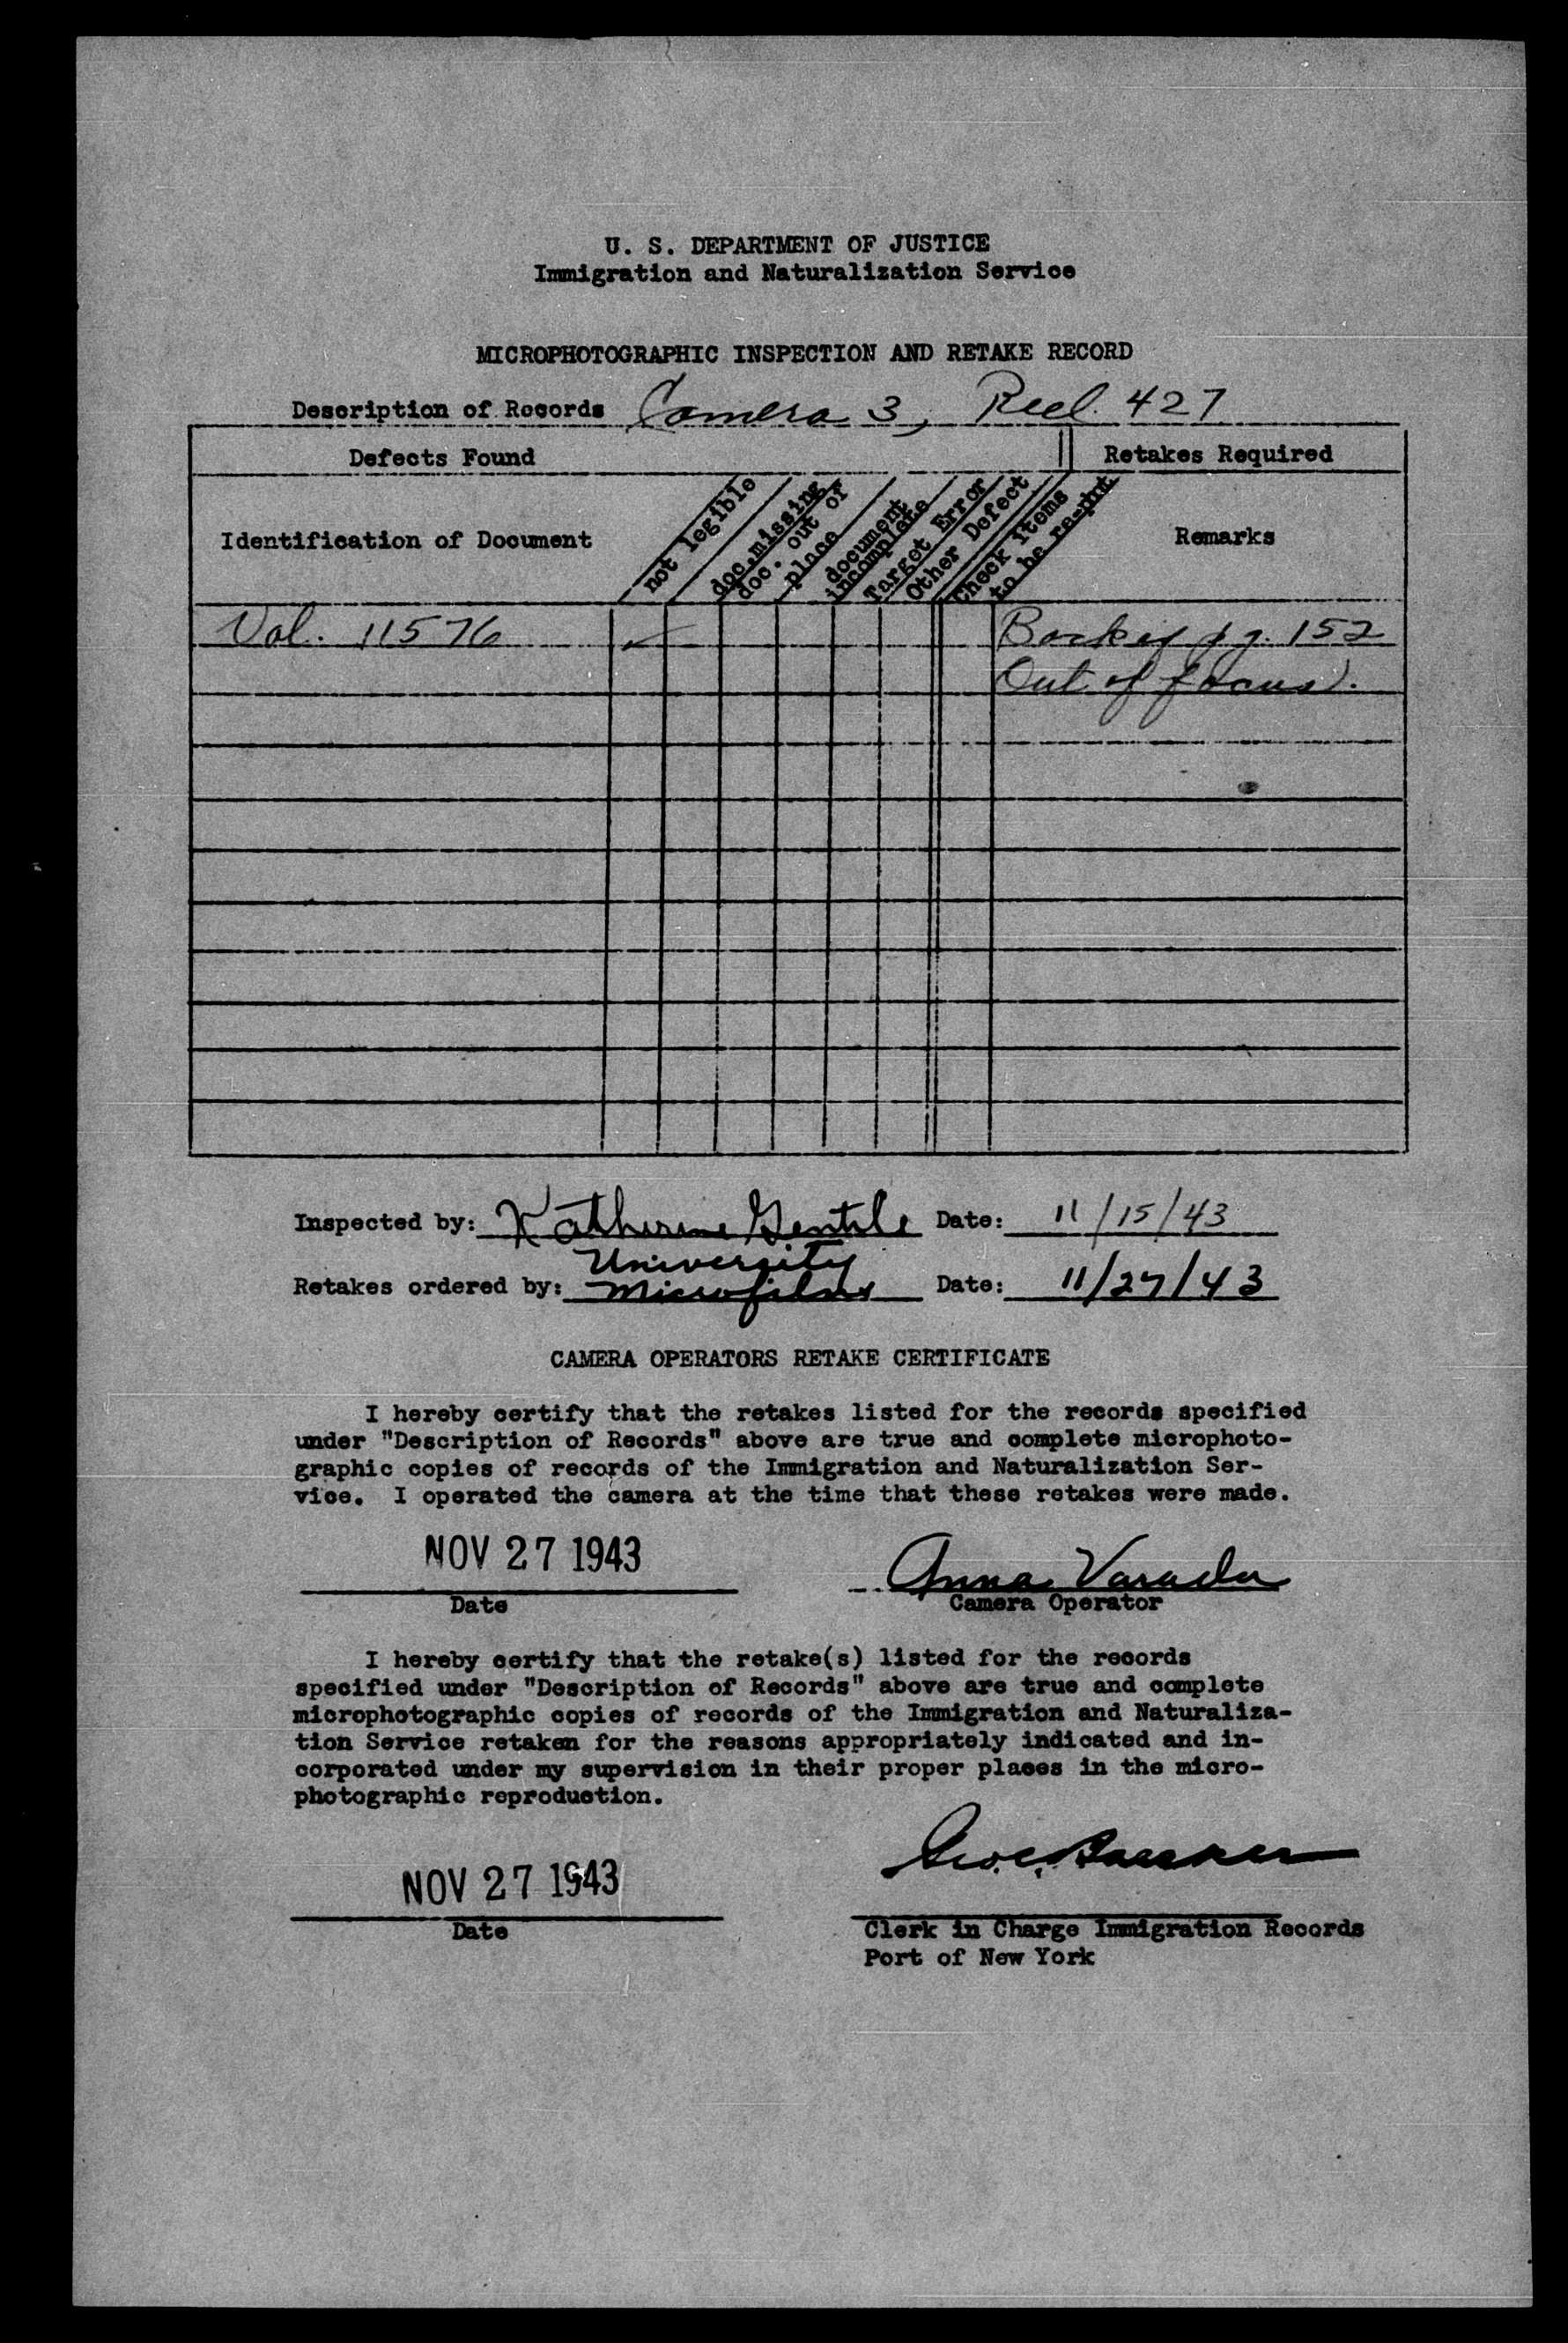 U. S. DEPARTMENT OF JUSTICE
Immigration and Naturalization Service
MICROPHOTOGRAPHIC INSPECTION AND RETAKE RECORD
Description of Records Camera 3, Reel. 427
Defects Found
Retakes Required
Identification of Document
not legible
doc. missing
doc. out of
place
document
incomplete
Target Error
Other Defect
Check items
to be re-pht
Remarks
Vol. 11576 ✓ Back of pg. 152
Out of focus.
Inspected by: Katherine Gentile Date: 11/15/43
University
Retakes ordered by: Microfilms Date: 11/27/43
CAMERA OPERATORS RETAKE CERTIFICATE
I hereby certify that the retakes listed for the records specified
under "Description of Records" above are true and complete microphoto-
graphic copies of records of the Immigration and Naturalization Ser-
vice. I operated the camera at the time that these retakes were made.
NOV 27 1943
Anna
Date
Camera Operator
I hereby certify that the retake(s) listed for the records
specified under "Description of Records" above are true and complete
microphotographic copies of records of the Immigration and Naturaliza-
tion Service retaken for the reasons appropriately indicated and in-
corporated under my supervision in their proper places in the micro-
photographic reproduction.
NOV 27 1943
Date
Clerk in Charge Immigration Records
Port of New York